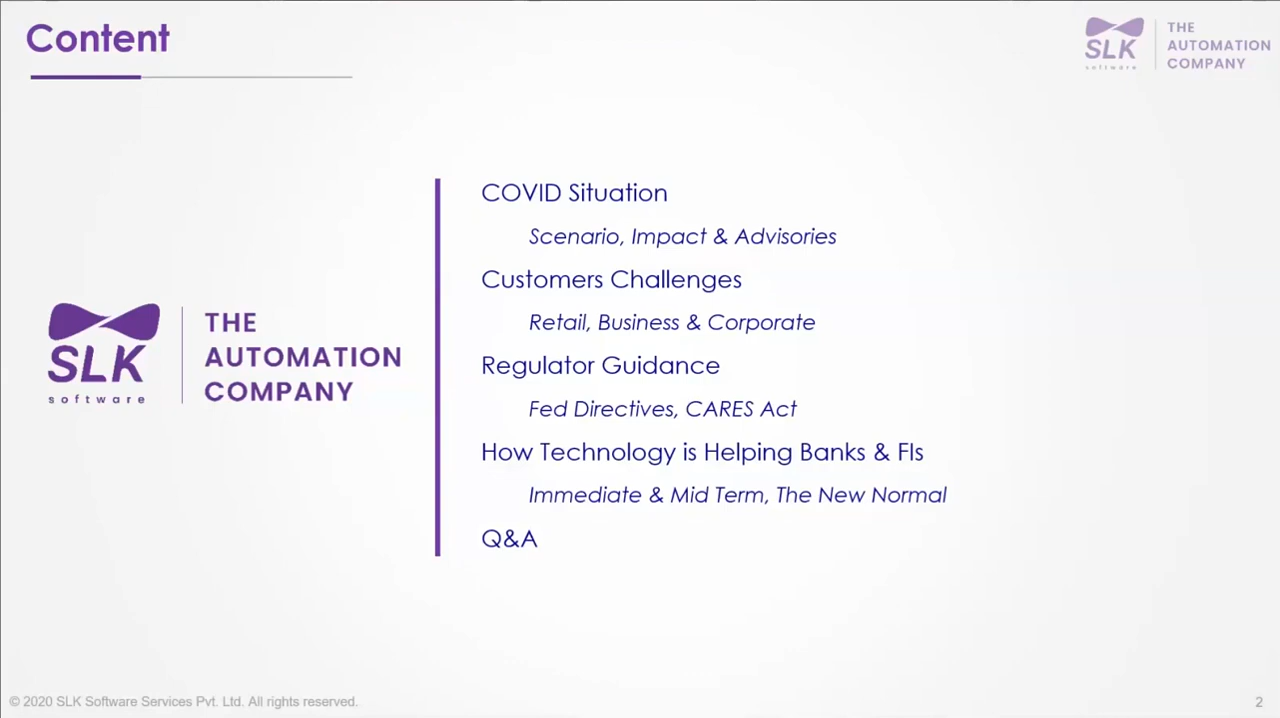 Content
SLK
software
THE
AUTOMATION
COMPANY
SLK
software
THE
AUTOMATION
COMPANY
COVID Situation
Scenario, Impact & Advisories
Customers Challenges
Retail, Business & Corporate
Regulator Guidance
Fed Directives, CARES Act
How Technology is Helping Banks & FIs
Immediate & Mid Term, The New Normal
Q&A
© 2020 SLK Software Services Pvt. Ltd. All rights reserved.
2